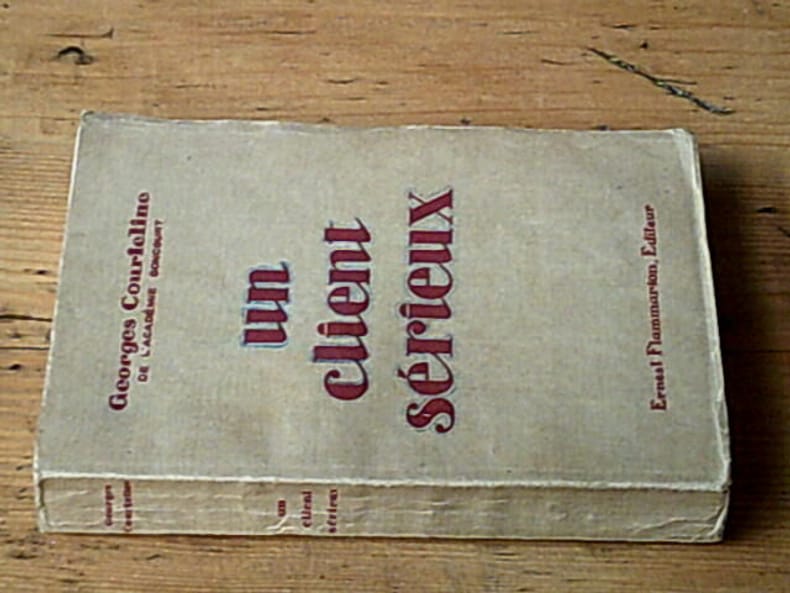 Georges Courteline
DE L'ACADÉMIE GONCOURT
un
client
sérieux
Ernest Flammarion, Éditeur
Georges
Courteline
un
client
sérieux